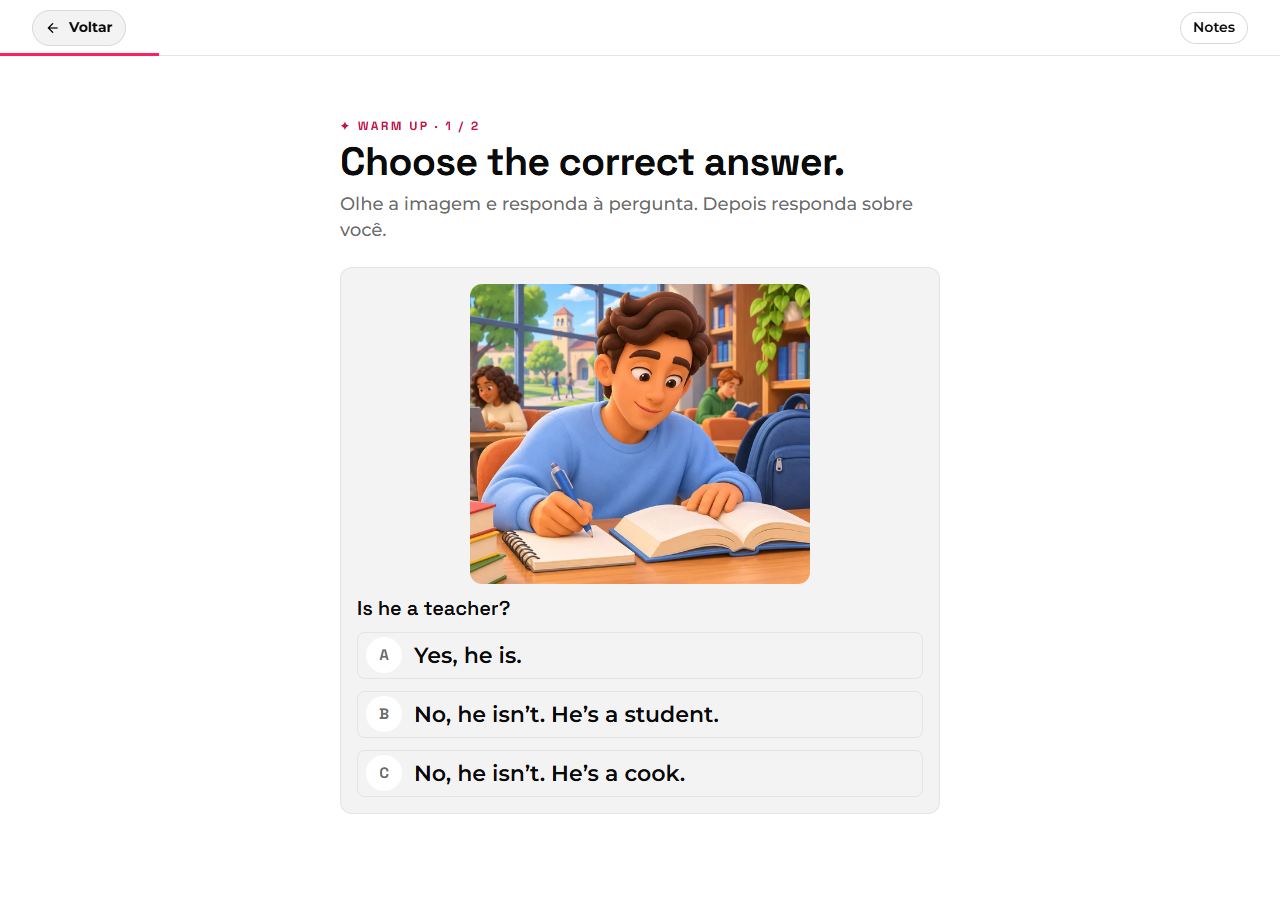 ← Voltar
Notes
✦ WARM UP · 1 / 2
Choose the correct answer.
Olhe a imagem e responda à pergunta. Depois responda sobre
você.
Is he a teacher?
A Yes, he is.
B No, he isn’t. He’s a student.
C No, he isn’t. He’s a cook.